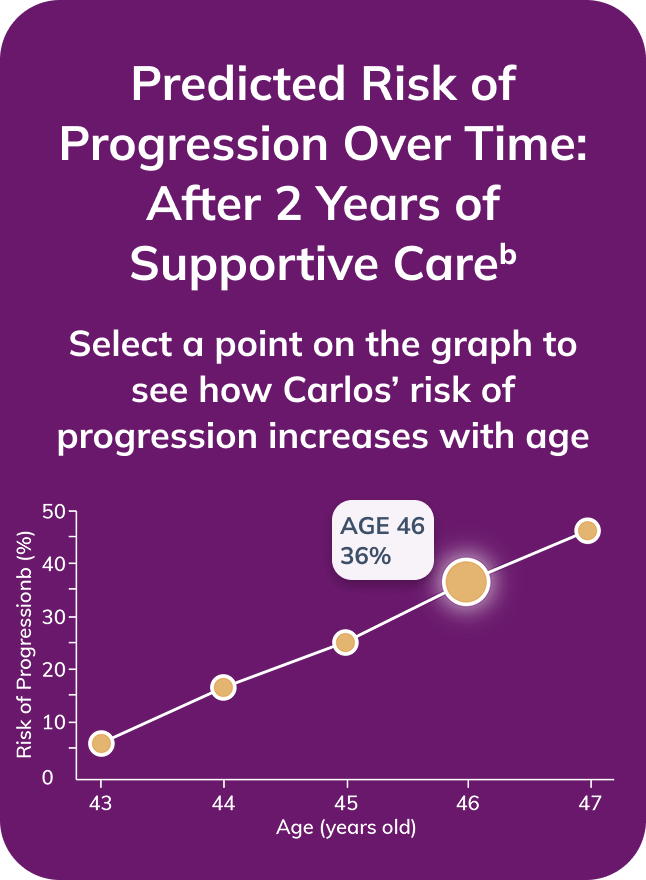 Predicted Risk of
Progression Over Time:
After 2 Years of
Supportive Careᵇ
Select a point on the graph to
see how Carlos’ risk of
progression increases with age
AGE 46
36%
Risk of Progressionb (%)
50
40
30
20
10
0
43 44 45 46 47
Age (years old)